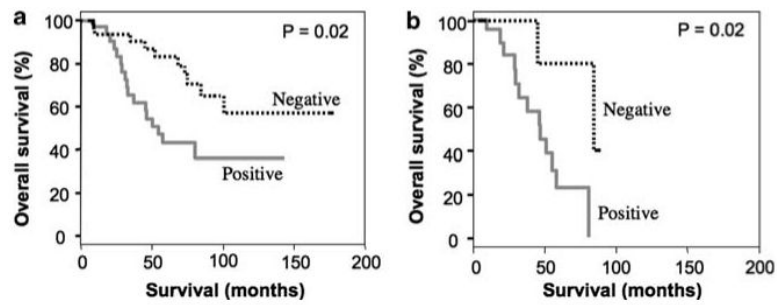 a
P = 0.02
Overall survival (%)
100
80
60
40
20
0
Negative
Positive
0 50 100 150 200
Survival (months)
b
P = 0.02
Overall survival (%)
100
80
60
40
20
0
Negative
Positive
0 50 100 150 200
Survival (months)